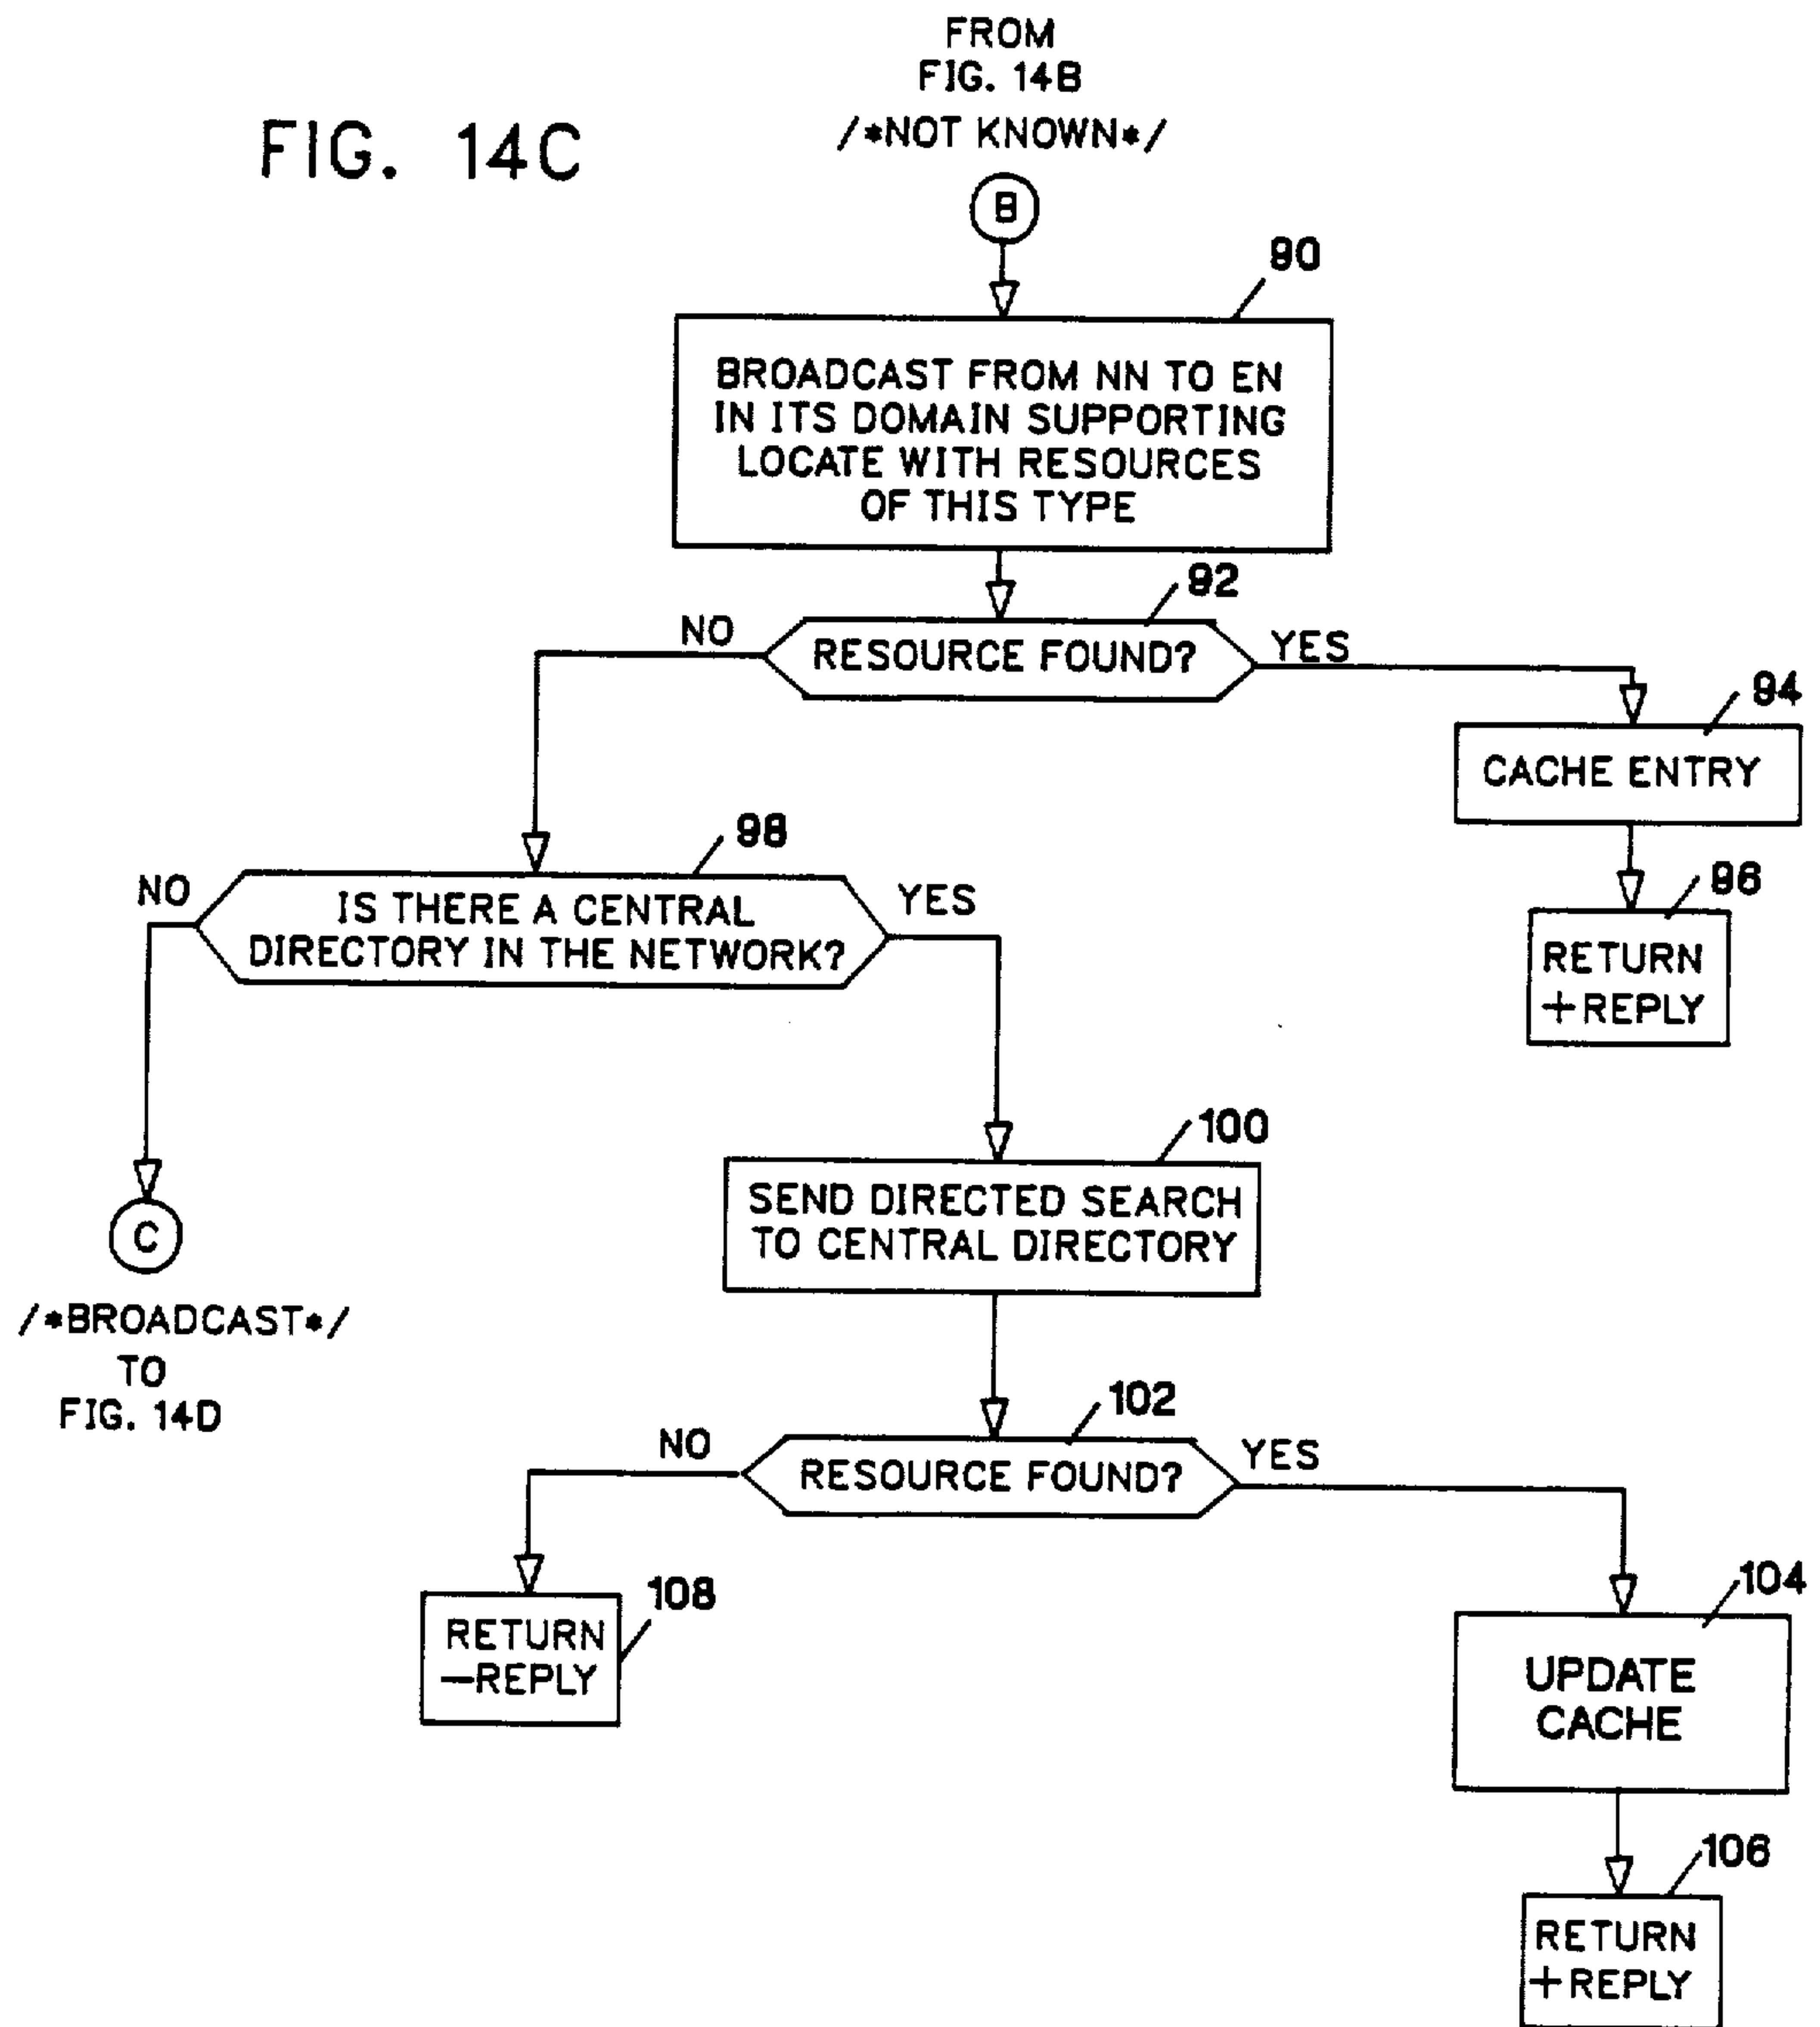 FROM
FIG. 14B
/*NOT KNOWN*/
FIG. 14C
B
90
BROADCAST FROM NN TO EN
IN ITS DOMAIN SUPPORTING
LOCATE WITH RESOURCES
OF THIS TYPE
92
NO
RESOURCE FOUND?
YES
94
CACHE ENTRY
96
RETURN
+REPLY
98
NO
IS THERE A CENTRAL
DIRECTORY IN THE NETWORK?
YES
C
/*BROADCAST*/
TO
FIG. 14D
100
SEND DIRECTED SEARCH
TO CENTRAL DIRECTORY
102
NO
RESOURCE FOUND?
YES
108
RETURN
—REPLY
104
UPDATE
CACHE
106
RETURN
+REPLY